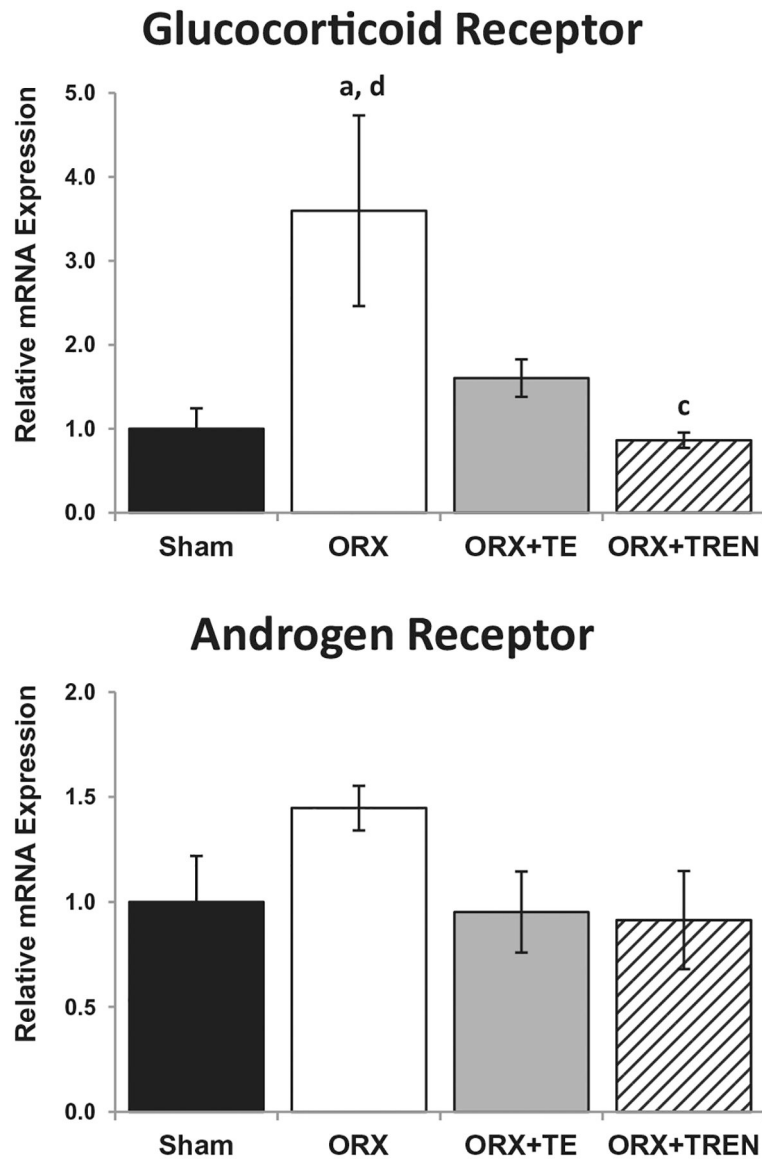 Glucocorticoid Receptor
Relative mRNA Expression
5.0
4.0
3.0
2.0
1.0
0.0
a, d
c
Sham ORX ORX+TE ORX+TREN
Androgen Receptor
Relative mRNA Expression
2.0
1.5
1.0
0.5
0.0
Sham ORX ORX+TE ORX+TREN